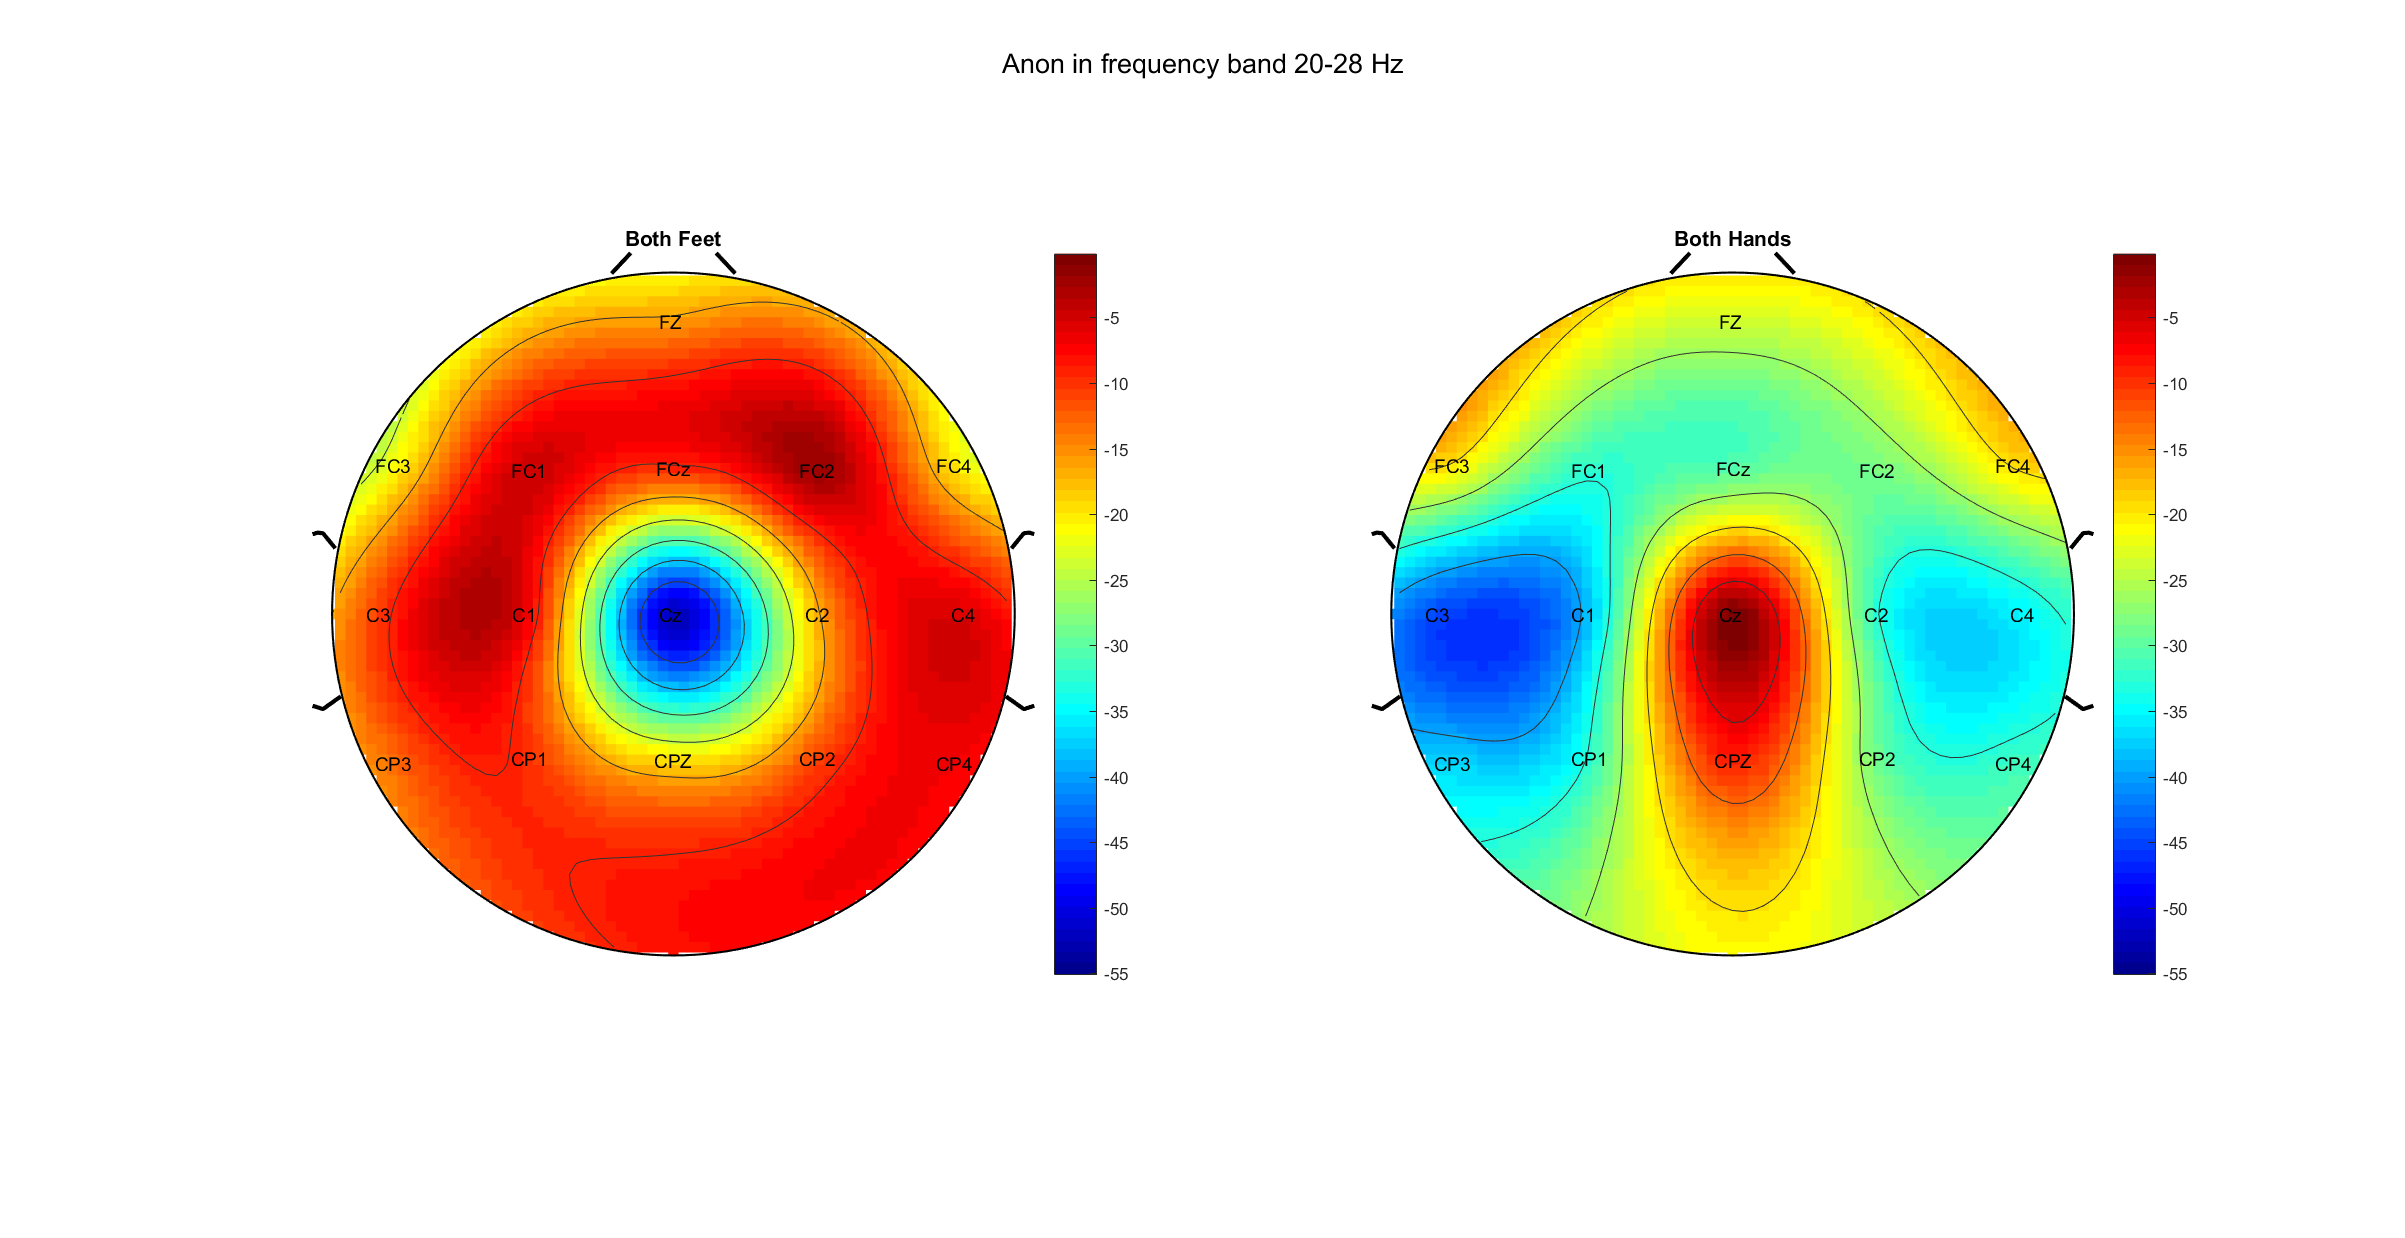 Anon in frequency band 20-28 Hz
Both Feet
FZ
FC3 FC1 FCz FC2 FC4
C3 C1 Cz C2 C4
CP3 CP1 CPZ CP2 CP4
-5
-10
-15
-20
-25
-30
-35
-40
-45
-50
-55
Both Hands
FZ
FC3 FC1 FCz FC2 FC4
C3 C1 Cz C2 C4
CP3 CP1 CPZ CP2 CP4
-5
-10
-15
-20
-25
-30
-35
-40
-45
-50
-55